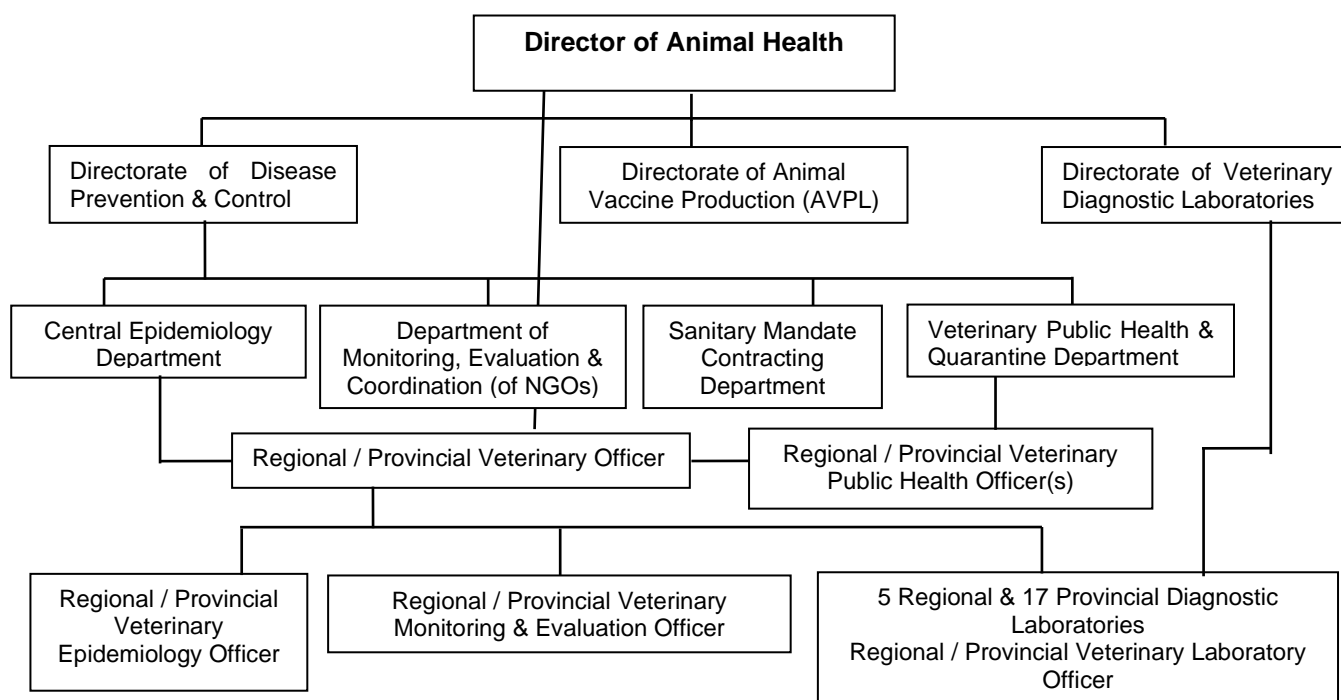 Director of Animal Health
Directorate of Disease
Prevention & Control
Directorate of Animal
Vaccine Production (AVPL)
Directorate of Veterinary
Diagnostic Laboratories
Central Epidemiology
Department
Department of
Monitoring, Evaluation &
Coordination (of NGOs)
Sanitary Mandate
Contracting
Department
Veterinary Public Health &
Quarantine Department
Regional / Provincial Veterinary Officer
Regional / Provincial Veterinary
Public Health Officer(s)
Regional / Provincial
Veterinary
Epidemiology Officer
Regional / Provincial Veterinary
Monitoring & Evaluation Officer
5 Regional & 17 Provincial Diagnostic
Laboratories
Regional / Provincial Veterinary Laboratory
Officer